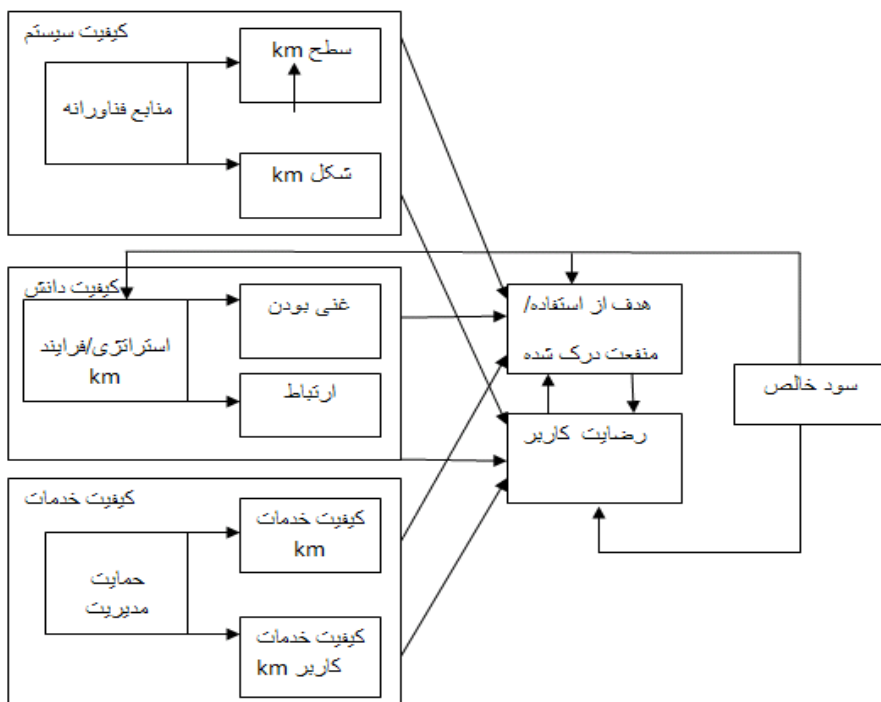 کیفیت سیستم
سطح km
منابع فناورانه
شکل km
کیفیت دانش
غنی بودن
استراتژی/فرایند
km
ارتباط
هدف از استفاده/
منفعت درک شده
رضایت کاربر
سود خالص
کیفیت خدمات
کیفیت خدمات
km
حمایت
مدیریت
کیفیت خدمات
کاربر km